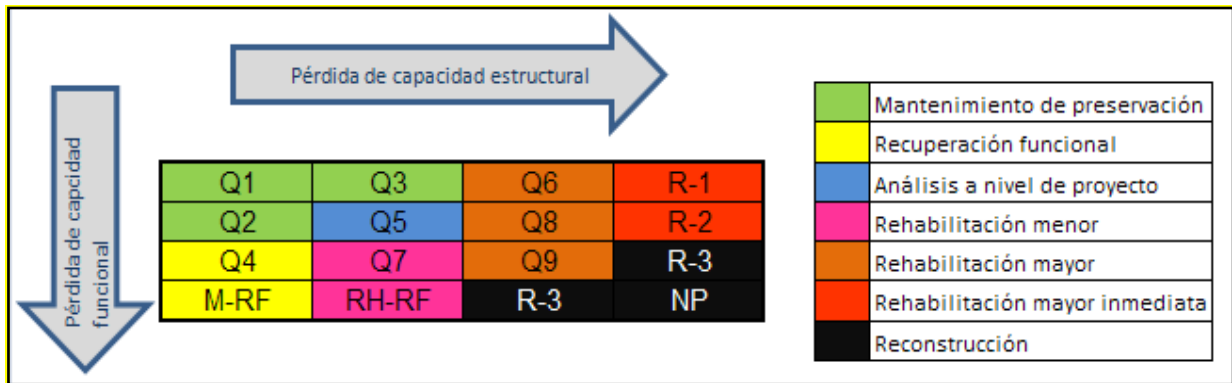 Pérdida de capacidad estructural
Pérdida de capcidad
funcional
Q1 Q3 Q6 R-1
Q2 Q5 Q8 R-2
Q4 Q7 Q9 R-3
M-RF RH-RF R-3 NP
Mantenimiento de preservación
Recuperación funcional
Análisis a nivel de proyecto
Rehabilitación menor
Rehabilitación mayor
Rehabilitación mayor inmediata
Reconstrucción